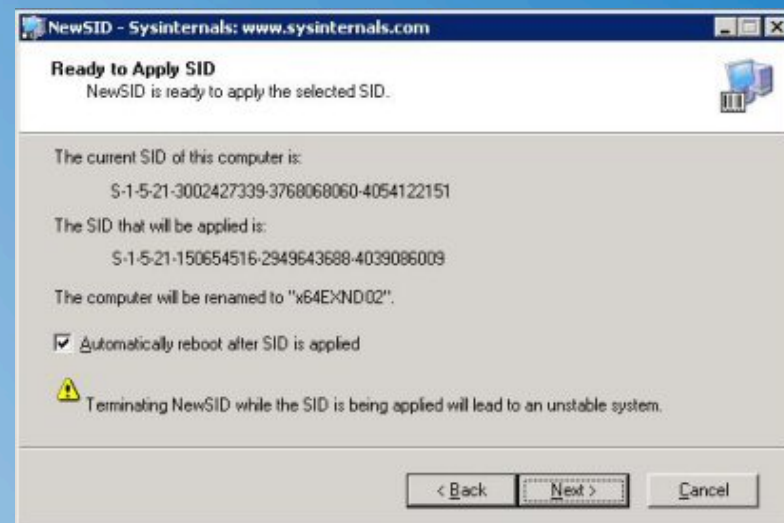 NewSID - Sysinternals: www.sysinternals.com
Ready to Apply SID
NewSID is ready to apply the selected SID.
The current SID of this computer is:
S-1-5-21-3002427339-3768068060-4054122151
The SID that will be applied is:
S-1-5-21-150654516-2949643688-4039086009
The computer will be renamed to "x64EXND02".
Automatically reboot after SID is applied
Terminating NewSID while the SID is being applied will lead to an unstable system.
< Back Next > Cancel